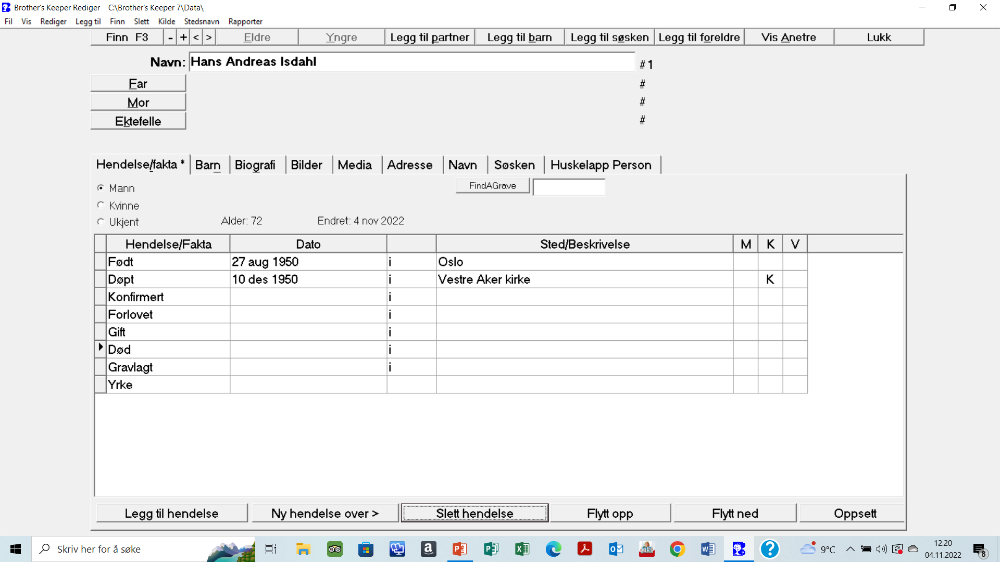 Brother's Keeper Rediger C:\Brother's Keeper 7\Data\
Fil Vis Rediger Legg til Finn Slett Kilde Stedsnavn Rapporter
Finn F3 - + < > Eldre Yngre Legg til partner Legg til barn Legg til søsken Legg til foreldre Vis Anetre Lukk
Navn: Hans Andreas Isdahl # 1
Far #
Mor #
Ektefelle #
Hendelse/fakta * Barn Biografi Bilder Media Adresse Navn Søsken Huskelapp Person
Mann FindAGrave
Kvinne
Ukjent Alder: 72 Endret: 4 nov 2022
Hendelse/Fakta Dato Sted/Beskrivelse M K V
Født 27 aug 1950 i Oslo
Døpt 10 des 1950 i Vestre Aker kirke K
Konfirmert i
Forlovet i
Gift i
Død i
Gravlagt i
Yrke
Legg til hendelse Ny hendelse over > Slett hendelse Flytt opp Flytt ned Oppsett
Skriv her for å søke 9°C 12.20
04.11.2022 8